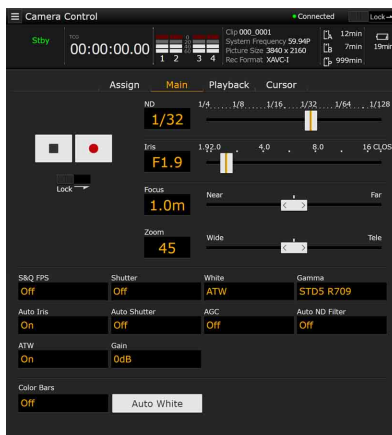 Camera Control
Connected
Lock
Stby
TCG
00:00:00.00
0
20
40
60
1 2 3 4
Clip 000_0001
System Frequency 59.94P
Picture Size 3840 x 2160
Rec Format XAVC-I
A 12min
B 7min
999min
19min
Assign Main Playback Cursor
ND
1/32
1/4 1/8 1/16 1/32 1/64 1/128
Iris
F1.9
1.9 2.0 4.0 8.0 16 CLOS
Lock
Focus
1.0m
Near Far
Zoom
45
Wide Tele
S&Q FPS Shutter White Gamma
Off Off ATW STD5 R709
Auto Iris Auto Shutter AGC Auto ND Filter
On Off Off Off
ATW Gain
On 0dB
Color Bars
Off
Auto White